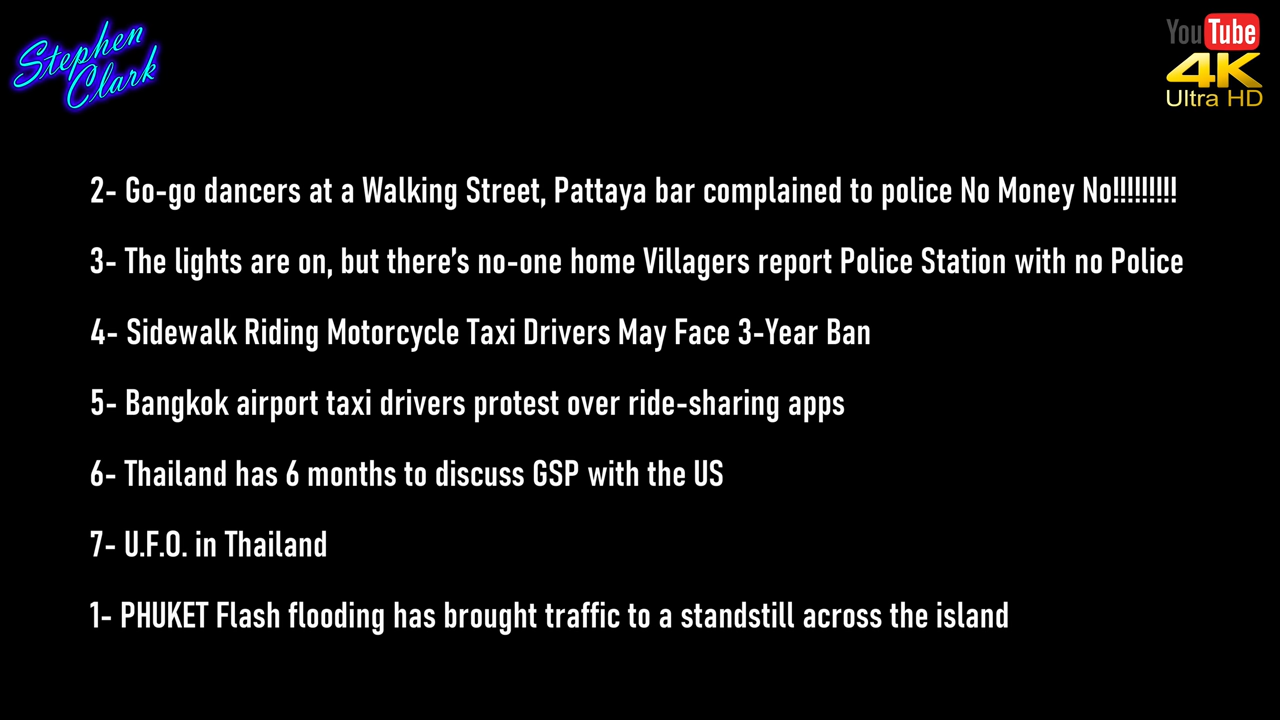 Stephen
Clark
YouTube
4K
Ultra HD
2- Go-go dancers at a Walking Street, Pattaya bar complained to police No Money No!!!!!!!!!
3- The lights are on, but there’s no-one home Villagers report Police Station with no Police
4- Sidewalk Riding Motorcycle Taxi Drivers May Face 3-Year Ban
5- Bangkok airport taxi drivers protest over ride-sharing apps
6- Thailand has 6 months to discuss GSP with the US
7- U.F.O. in Thailand
1- PHUKET Flash flooding has brought traffic to a standstill across the island